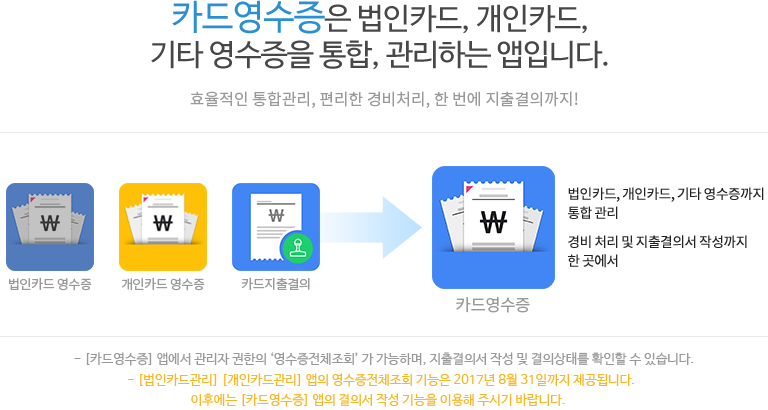 카드영수증은 법인카드, 개인카드,
기타 영수증을 통합, 관리하는 앱입니다.
효율적인 통합관리, 편리한 경비처리, 한 번에 지출결의까지!
₩
₩
₩
₩
법인카드 영수증
개인카드 영수증
카드지출결의
카드영수증
법인카드, 개인카드, 기타 영수증까지
통합 관리
경비 처리 및 지출결의서 작성까지
한 곳에서
- [카드영수증] 앱에서 관리자 권한의 ‘영수증전체조회’ 가 가능하며, 지출결의서 작성 및 결의상태를 확인할 수 있습니다.
- [법인카드관리] [개인카드관리] 앱의 영수증전체조회 기능은 2017년 8월 31일까지 제공됩니다.
이후에는 [카드영수증] 앱의 결의서 작성 기능을 이용해 주시기 바랍니다.